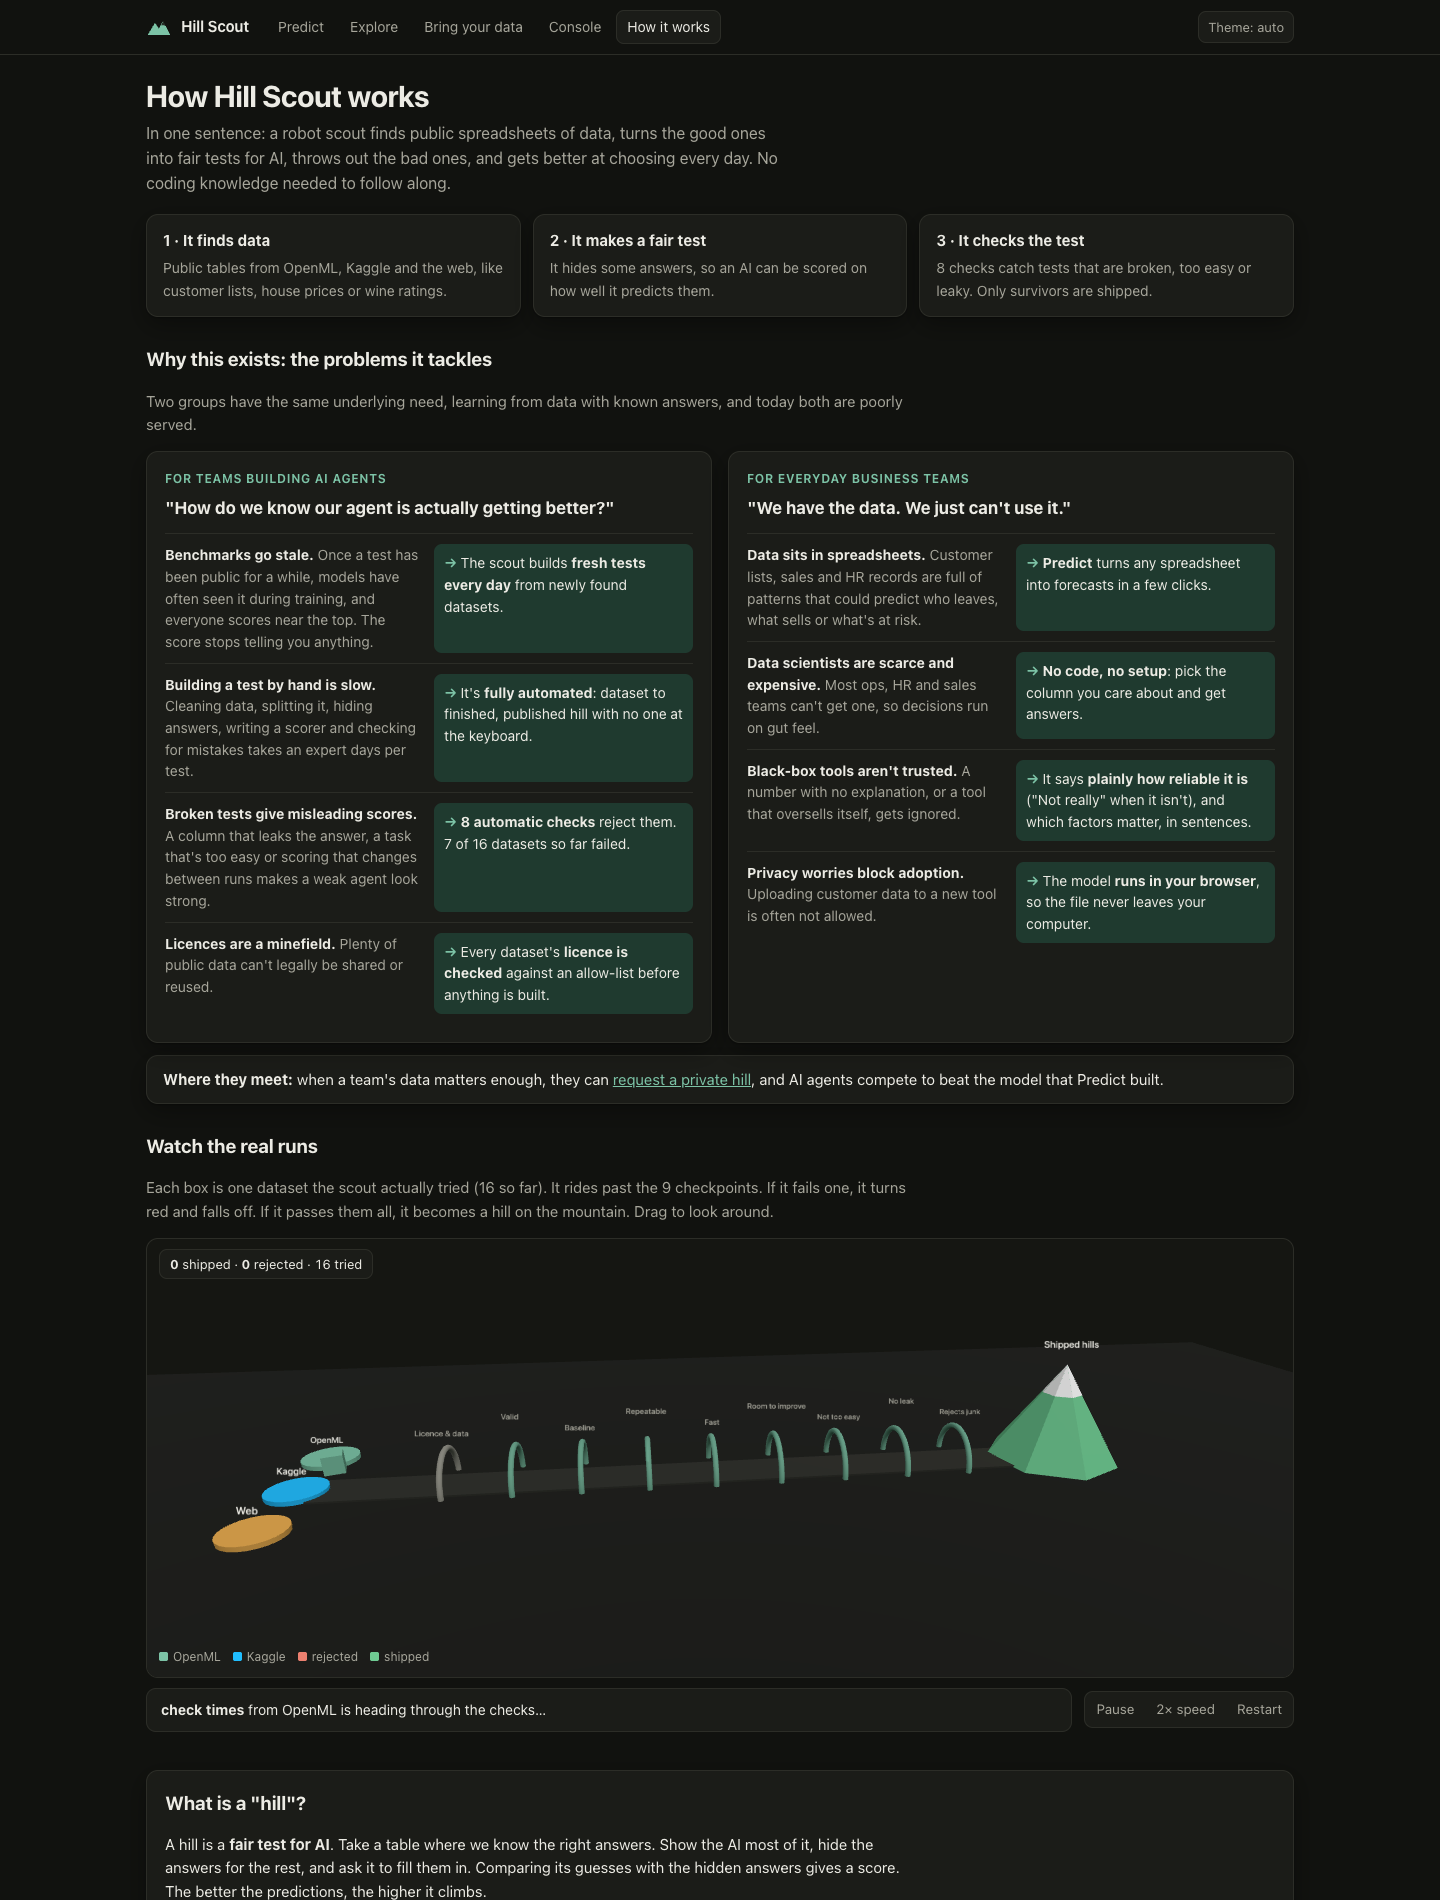 Hill Scout
Predict
Explore
Bring your data
Console
How it works
Theme: auto
How Hill Scout works
In one sentence: a robot scout finds public spreadsheets of data, turns the good ones
into fair tests for AI, throws out the bad ones, and gets better at choosing every day. No
coding knowledge needed to follow along.
1 · It finds data
Public tables from OpenML, Kaggle and the web, like
customer lists, house prices or wine ratings.
2 · It makes a fair test
It hides some answers, so an AI can be scored on
how well it predicts them.
3 · It checks the test
8 checks catch tests that are broken, too easy or
leaky. Only survivors are shipped.
Why this exists: the problems it tackles
Two groups have the same underlying need, learning from data with known answers, and today both are poorly
served.
FOR TEAMS BUILDING AI AGENTS
"How do we know our agent is actually getting better?"
Benchmarks go stale. Once a test has
been public for a while, models have
often seen it during training, and
everyone scores near the top. The
score stops telling you anything.
→ The scout builds fresh tests
every day from newly found
datasets.
Building a test by hand is slow.
Cleaning data, splitting it, hiding
answers, writing a scorer and checking
for mistakes takes an expert days per
test.
→ It's fully automated: dataset to
finished, published hill with no one at
the keyboard.
Broken tests give misleading scores.
A column that leaks the answer, a task
that's too easy or scoring that changes
between runs makes a weak agent look
strong.
→ 8 automatic checks reject them.
7 of 16 datasets so far failed.
Licences are a minefield. Plenty of
public data can't legally be shared or
reused.
→ Every dataset's licence is
checked against an allow-list before
anything is built.
FOR EVERYDAY BUSINESS TEAMS
"We have the data. We just can't use it."
Data sits in spreadsheets. Customer
lists, sales and HR records are full of
patterns that could predict who leaves,
what sells or what's at risk.
→ Predict turns any spreadsheet
into forecasts in a few clicks.
Data scientists are scarce and
expensive. Most ops, HR and sales
teams can't get one, so decisions run
on gut feel.
→ No code, no setup: pick the
column you care about and get
answers.
Black-box tools aren't trusted. A
number with no explanation, or a tool
that oversells itself, gets ignored.
→ It says plainly how reliable it is
("Not really" when it isn't), and
which factors matter, in sentences.
Privacy worries block adoption.
Uploading customer data to a new tool
is often not allowed.
→ The model runs in your browser,
so the file never leaves your
computer.
Where they meet: when a team's data matters enough, they can request a private hill, and AI agents compete to beat the model that Predict built.
Watch the real runs
Each box is one dataset the scout actually tried (16 so far). It rides past the 9 checkpoints. If it fails one, it turns
red and falls off. If it passes them all, it becomes a hill on the mountain. Drag to look around.
0 shipped · 0 rejected · 16 tried
Shipped hills
No leak
Rejects junk
Room to improve
Not too easy
Repeatable
Fast
Valid
Baseline
Licence & data
OpenML
Kaggle
Web
OpenML
Kaggle
rejected
shipped
check times from OpenML is heading through the checks...
Pause
2× speed
Restart
What is a "hill"?
A hill is a fair test for AI. Take a table where we know the right answers. Show the AI most of it, hide the
answers for the rest, and ask it to fill them in. Comparing its guesses with the hidden answers gives a score.
The better the predictions, the higher it climbs.